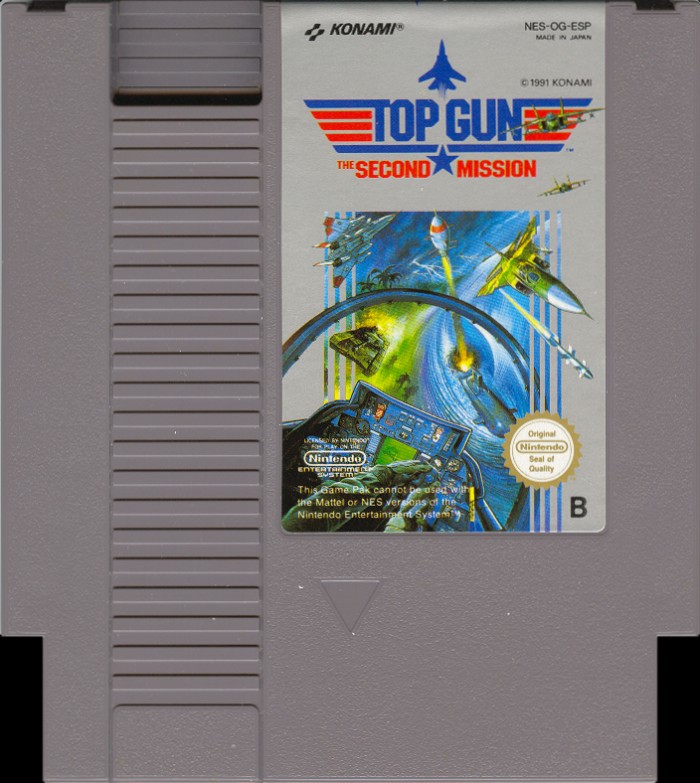 KONAMI®
NES-OG-ESP
MADE IN JAPAN
©1991 KONAMI
TOP GUN
THE SECOND MISSION
TM
LICENSED BY NINTENDO®
FOR PLAY ON THE
Nintendo
ENTERTAINMENT
SYSTEM
Original
Nintendo
Seal of
Quality
This Game Pak cannot be used with
the Mattel or NES versions of the
Nintendo Entertainment System™.
B